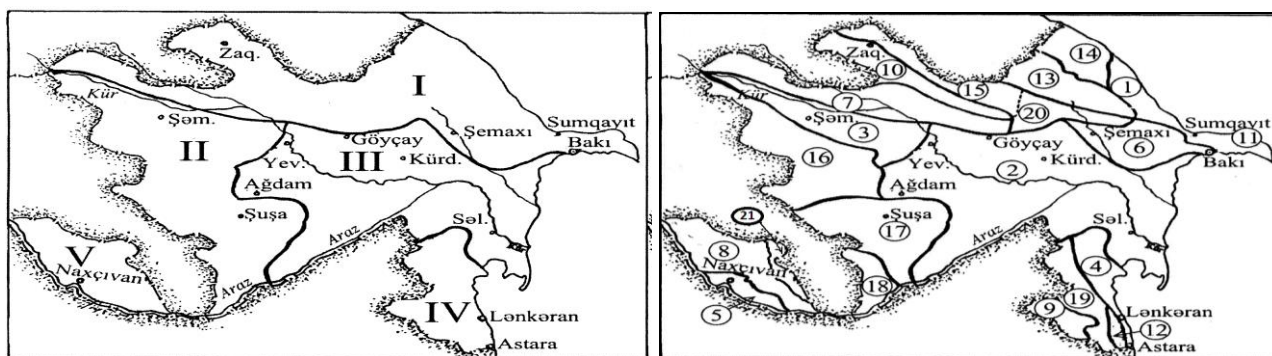 Zaq.
I
Kür
Şəm.
Sumqayıt
Göyçay
Şemaxı
Bakı
II
III
Yev.
Kürd.
Ağdam
Şuşa
Səl.
Araz
V
Naxçıvan
Araz
IV
Lənkəran
Astara
Zaq.
14
10
13
1
15
Kür
7
20
Şəm.
Sumqayıt
3
Göyçay
Şemaxı
11
6
Bakı
16
Yev.
Kürd.
2
Ağdam
21
Şuşa
17
Səl.
Araz
8
Naxçıvan
4
18
19
5
9
Lənkəran
12
Astara